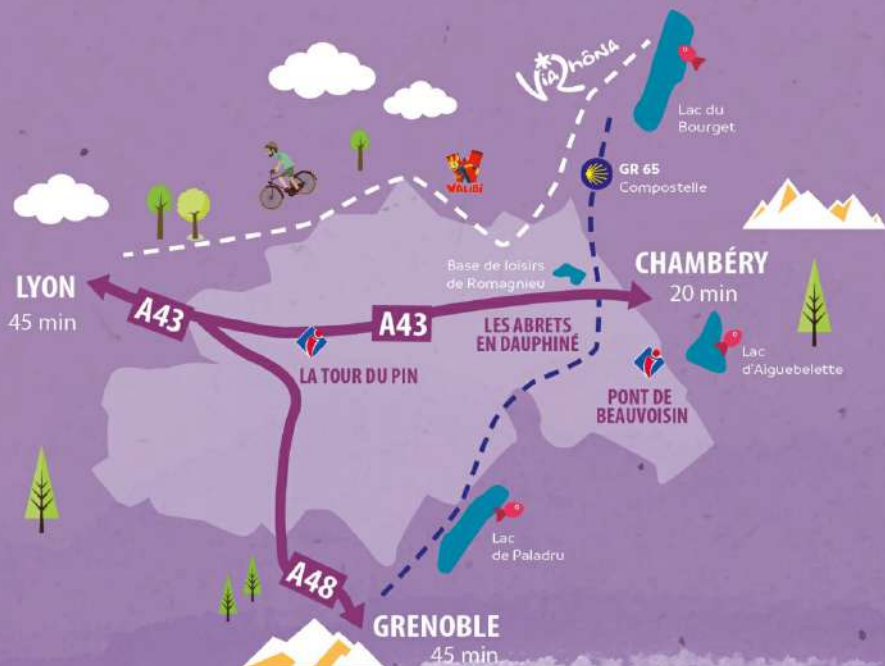 ViaRhôna
Lac du
Bourget
GR 65
Compostelle
WALIBI
Base de loisirs
de Romagnieu
CHAMBÉRY
20 min
LYON
45 min
A43
A43
LES ABRETS
EN DAUPHINÉ
LA TOUR DU PIN
Lac
d'Aiguebelette
PONT DE
BEAUVOISIN
Lac
de Paladru
A48
GRENOBLE
45 min